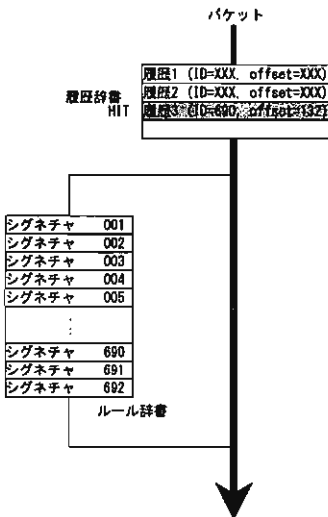 パケット
履歴1 (ID=XXX, offset=XXX)
履歴2 (ID=XXX, offset=XXX)
履歴辞書
HIT
履歴3 (ID=690, offset=132)
シグネチャ 001
シグネチャ 002
シグネチャ 003
シグネチャ 004
シグネチャ 005
⋮
シグネチャ 690
シグネチャ 691
シグネチャ 692
ルール辞書